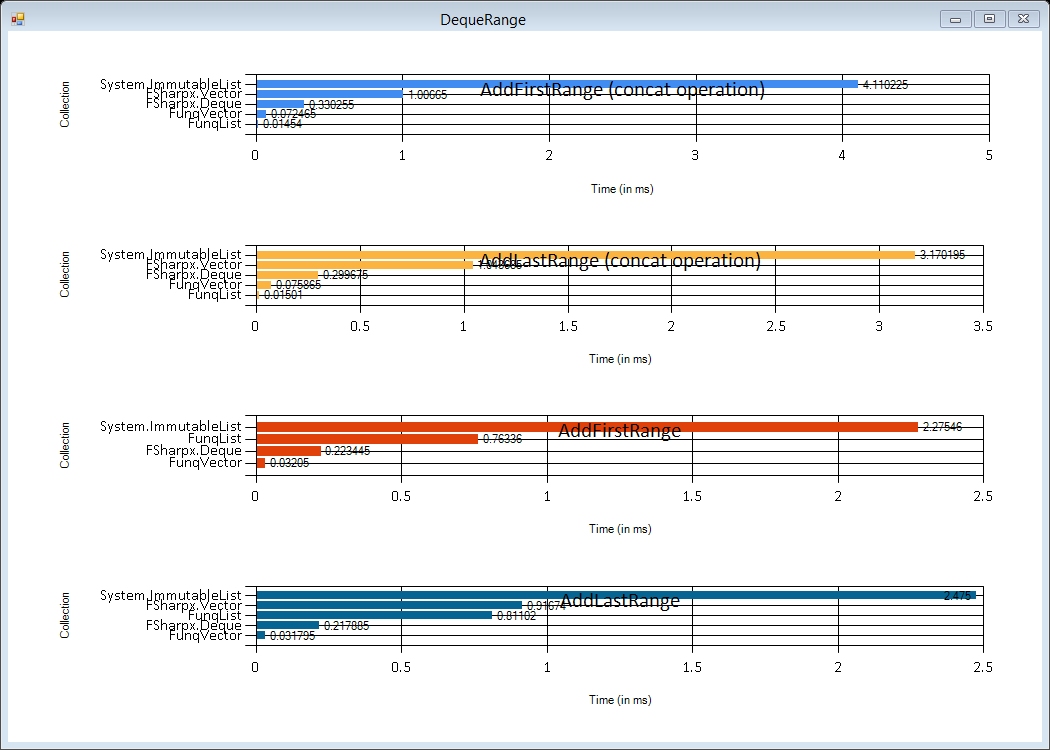 DequeRange
AddFirstRange (concat operation)
Collection
System.ImmutableList 4.110225
FSharpx.Vector 1.00665
FSharpx.Deque 0.330255
FunqVector 0.072465
FunqList 0.01454
0 1 2 3 4 5
Time (in ms)
AddLastRange (concat operation)
Collection
System.ImmutableList 3.170195
FSharpx.Vector
FSharpx.Deque 0.299675
FunqVector 0.075865
FunqList 0.01501
0 0.5 1 1.5 2 2.5 3 3.5
Time (in ms)
AddFirstRange
Collection
System.ImmutableList 2.27546
FunqList 0.76336
FSharpx.Deque 0.223445
FunqVector 0.03205
0 0.5 1 1.5 2 2.5
Time (in ms)
AddLastRange
Collection
System.ImmutableList 2.475
FSharpx.Vector 0.91674
FunqList 0.81102
FSharpx.Deque 0.217885
FunqVector 0.031795
0 0.5 1 1.5 2 2.5
Time (in ms)